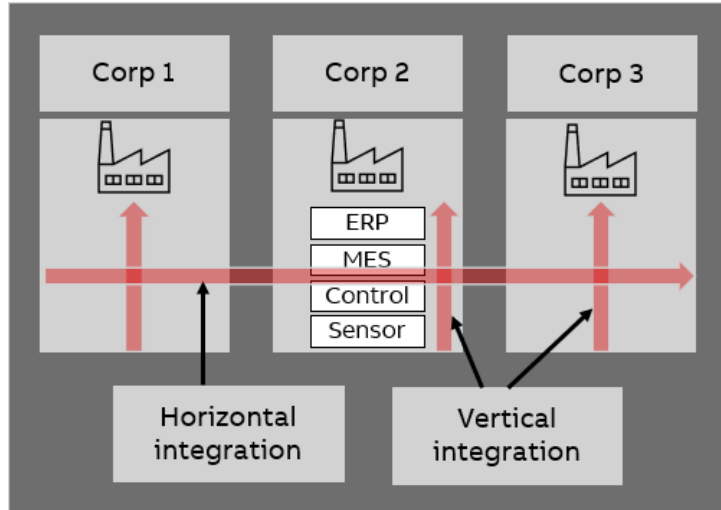 Corp 1
Corp 2
Corp 3
ERP
MES
Control
Sensor
Horizontal
integration
Vertical
integration